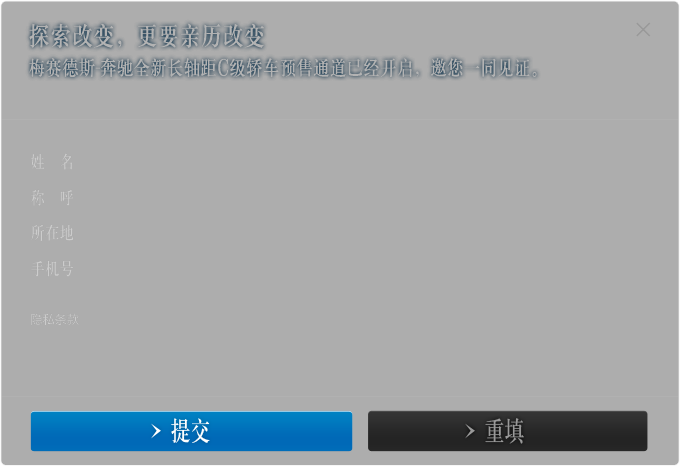 探索改变，更要亲历改变
梅赛德斯-奔驰全新长轴距C级轿车预售通道已经开启，邀您一同见证。
姓　名
称　呼
所在地
手机号
隐私条款
提交
重填